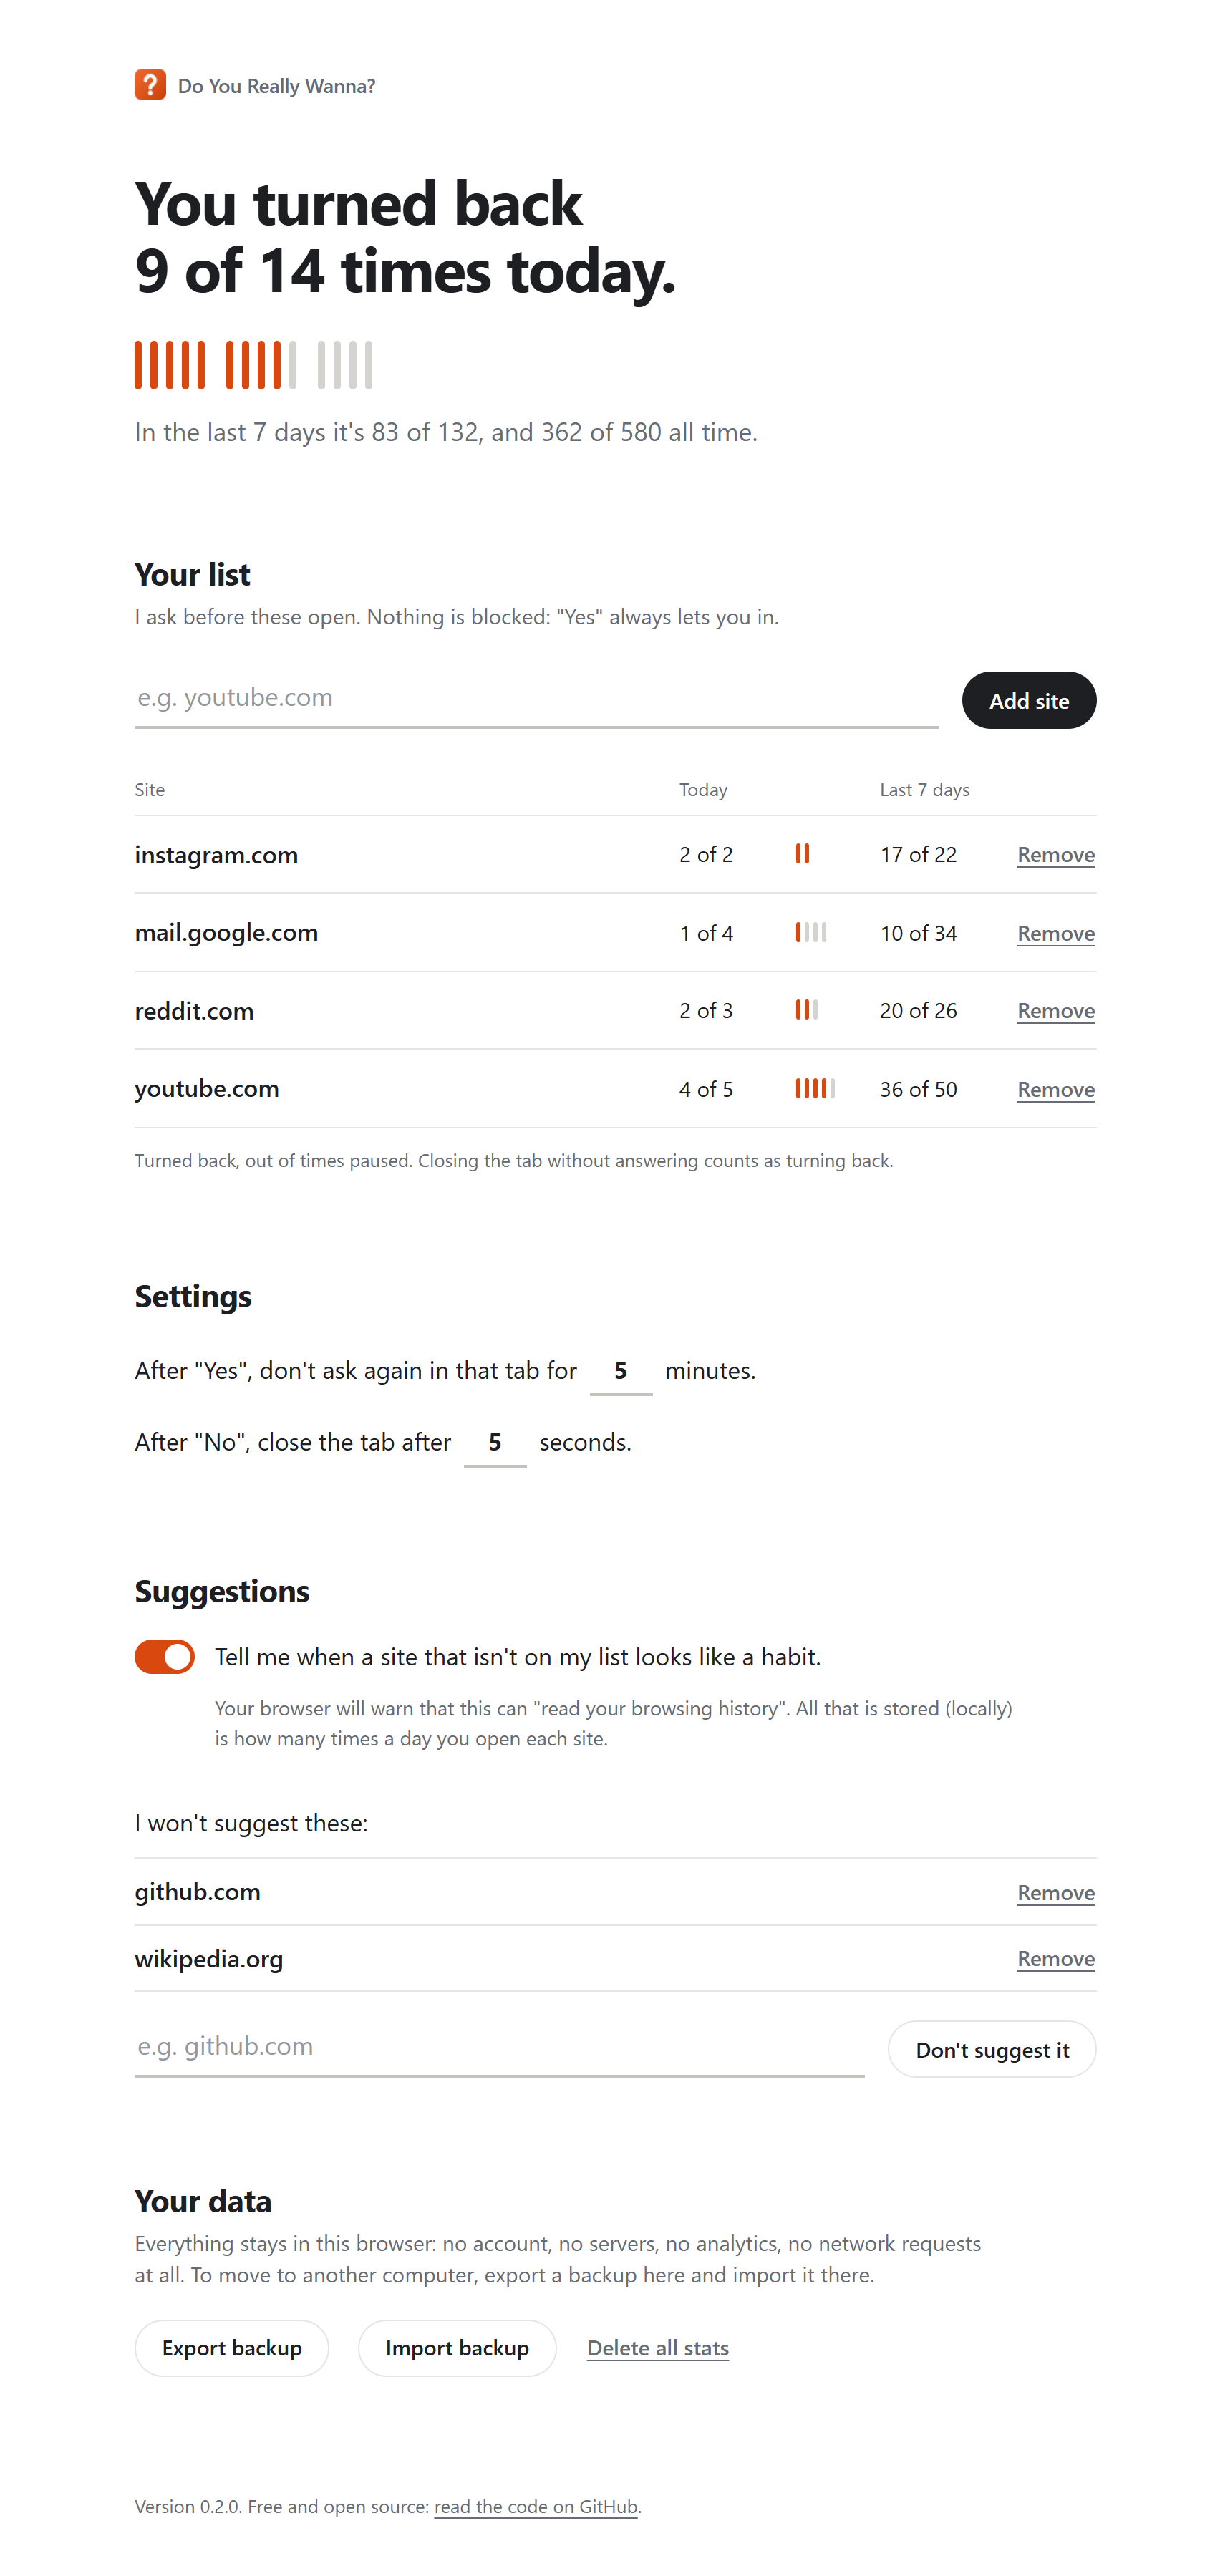 ?
Do You Really Wanna?
You turned back
9 of 14 times today.
In the last 7 days it's 83 of 132, and 362 of 580 all time.
Your list
I ask before these open. Nothing is blocked: "Yes" always lets you in.
e.g. youtube.com
Add site
Site Today Last 7 days
instagram.com 2 of 2 17 of 22 Remove
mail.google.com 1 of 4 10 of 34 Remove
reddit.com 2 of 3 20 of 26 Remove
youtube.com 4 of 5 36 of 50 Remove
Turned back, out of times paused. Closing the tab without answering counts as turning back.
Settings
After "Yes", don't ask again in that tab for 5 minutes.
After "No", close the tab after 5 seconds.
Suggestions
Tell me when a site that isn't on my list looks like a habit.
Your browser will warn that this can "read your browsing history". All that is stored (locally)
is how many times a day you open each site.
I won't suggest these:
github.com Remove
wikipedia.org Remove
e.g. github.com
Don't suggest it
Your data
Everything stays in this browser: no account, no servers, no analytics, no network requests
at all. To move to another computer, export a backup here and import it there.
Export backup Import backup Delete all stats
Version 0.2.0. Free and open source: read the code on GitHub.